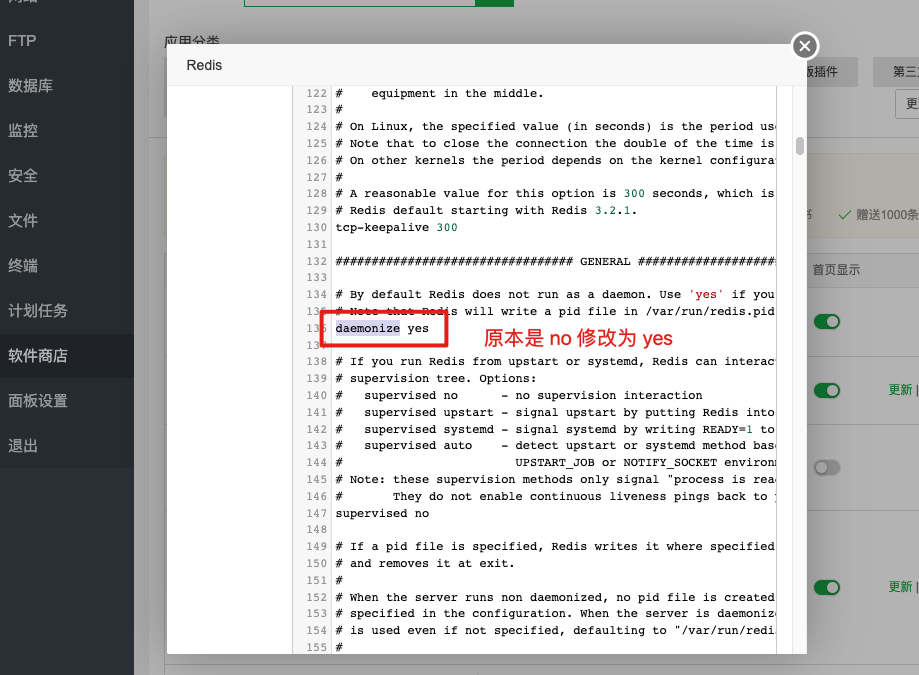 FTP
数据库
监控
安全
文件
终端
计划任务
软件商店
面板设置
退出
应用分类
Redis
版插件
第三
更
赠送1000条
首页显示
更新
更新
122 #    equipment in the middle.
123 #
124 # On Linux, the specified value (in seconds) is the period
125 # Note that to close the connection the double of the time is
126 # On other kernels the period depends on the kernel
127 #
128 # A reasonable value for this option is 300 seconds, which is
129 # Redis default starting with Redis 3.2.1.
130 tcp-keepalive 300
131
132 ################################# GENERAL ###################
133
134 # By default Redis does not run as a daemon. Use 'yes' if you
135 # Note that Redis will write a pid file in /var/run/redis.pid
136 daemonize yes
原本是 no 修改为 yes
137
138 # If you run Redis from upstart or systemd, Redis can
139 # supervision tree. Options:
140 #   supervised no      - no supervision interaction
141 #   supervised upstart - signal upstart by putting Redis into
142 #   supervised systemd - signal systemd by writing READY=1 to
143 #   supervised auto    - detect upstart or systemd method
144 #                        UPSTART_JOB or NOTIFY_SOCKET
145 # Note: these supervision methods only signal "process is
146 #       They do not enable continuous liveness pings back to
147 supervised no
148
149 # If a pid file is specified, Redis writes it where specified
150 # and removes it at exit.
151 #
152 # When the server runs non daemonized, no pid file is created
153 # specified in the configuration. When the server is
154 # is used even if not specified, defaulting to "/var/run/redi
155 #